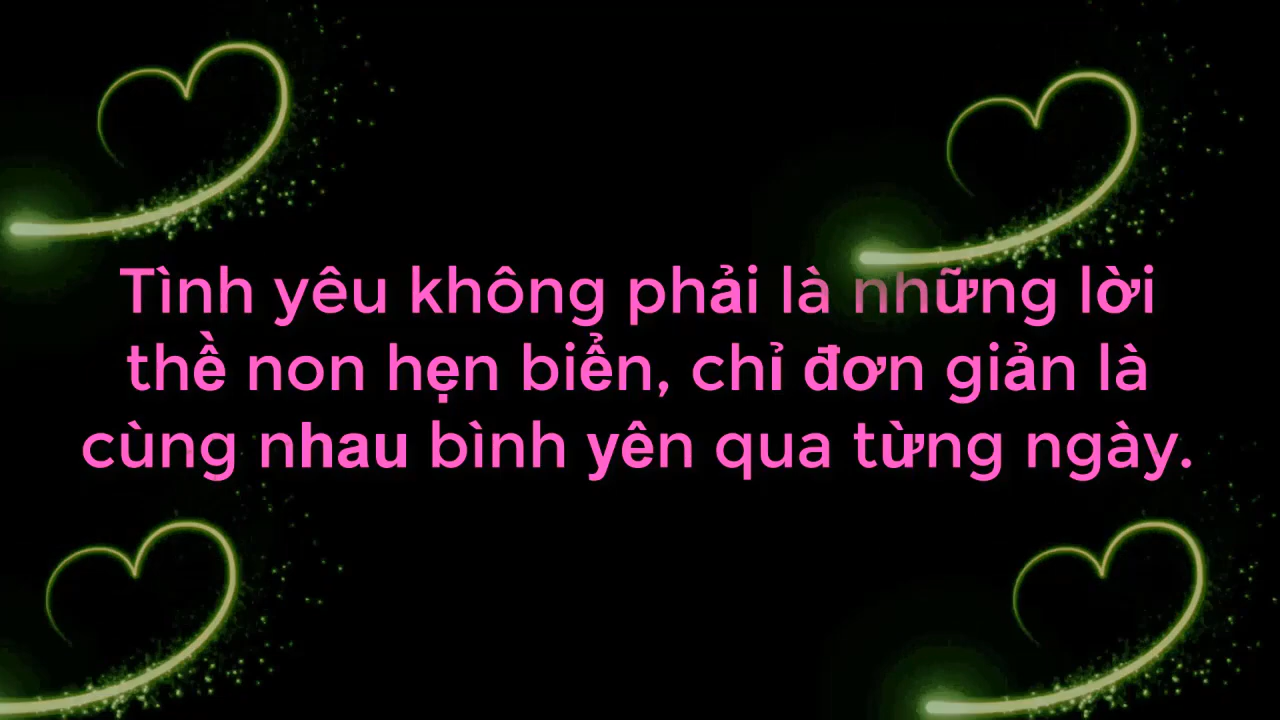 Tình yêu không phải là những lời
thề non hẹn biển, chỉ đơn giản là
cùng nhau bình yên qua từng ngày.